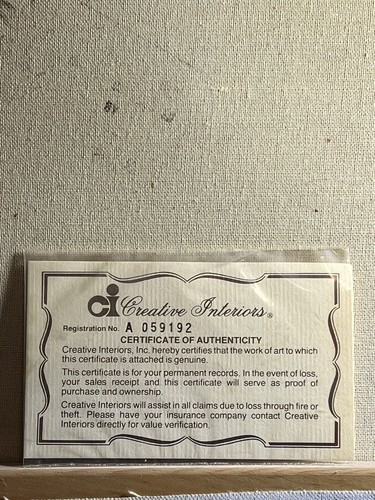 ci Creative Interiors®
Registration No. A 059192
CERTIFICATE OF AUTHENTICITY
Creative Interiors, Inc. hereby certifies that the work of art to which
this certificate is attached is genuine.
This certificate is for your permanent records. In the event of loss,
your sales receipt and this certificate will serve as proof of
purchase and ownership.
Creative Interiors will assist in all claims due to loss through fire or
theft. Please have your insurance company contact Creative
Interiors directly for value verification.